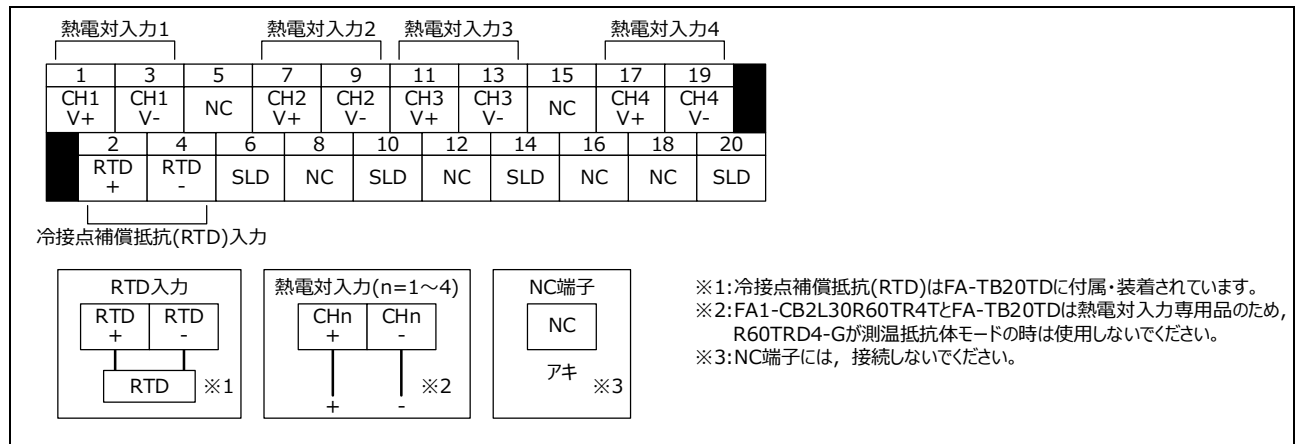 熱電対入力1 熱電対入力2 熱電対入力3 熱電対入力4
1 3 5 7 9 11 13 15 17 19
CH1 CH1 NC CH2 CH2 CH3 CH3 NC CH4 CH4
V+ V- V+ V- V+ V- V+ V-
2 4 6 8 10 12 14 16 18 20
RTD RTD SLD NC SLD NC SLD NC NC SLD
+ -
冷接点補償抵抗(RTD)入力
RTD入力
RTD RTD
+ -
RTD ※1
熱電対入力(n=1～4)
CHn CHn
+ -
※2
+ -
NC端子
NC
アキ ※3
※1:冷接点補償抵抗(RTD)はFA-TB20TDに付属・装着されています。
※2:FA1-CB2L30R60TR4TとFA-TB20TDは熱電対入力専用品のため,
R60TRD4-Gが測温抵抗体モードの時は使用しないでください。
※3:NC端子には, 接続しないでください。